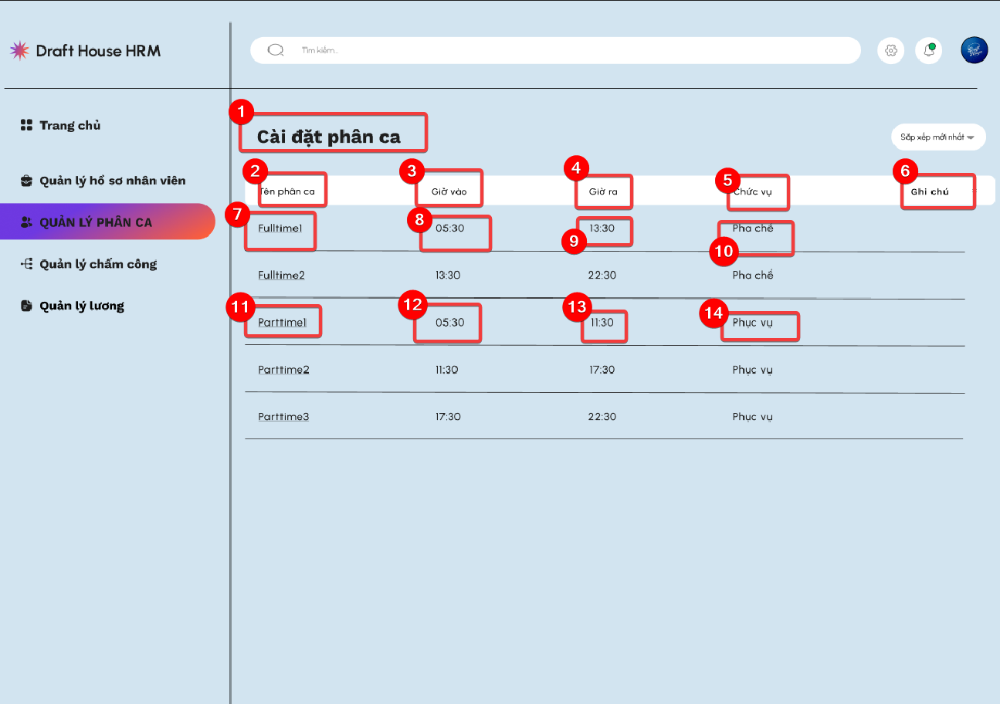 Draft House HRM
Tìm kiếm...
Trang chủ
Quản lý hồ sơ nhân viên
QUẢN LÝ PHÂN CA
Quản lý chấm công
Quản lý lương
1
Cài đặt phân ca
Sắp xếp mới nhất
2 3 4 5 6
Tên phân ca Giờ vào Giờ ra Chức vụ Ghi chú
7 8 9 10
Fulltime1 05:30 13:30 Pha chế
Fulltime2 13:30 22:30 Pha chế
11 12 13 14
Parttime1 05:30 11:30 Phục vụ
Parttime2 11:30 17:30 Phục vụ
Parttime3 17:30 22:30 Phục vụ